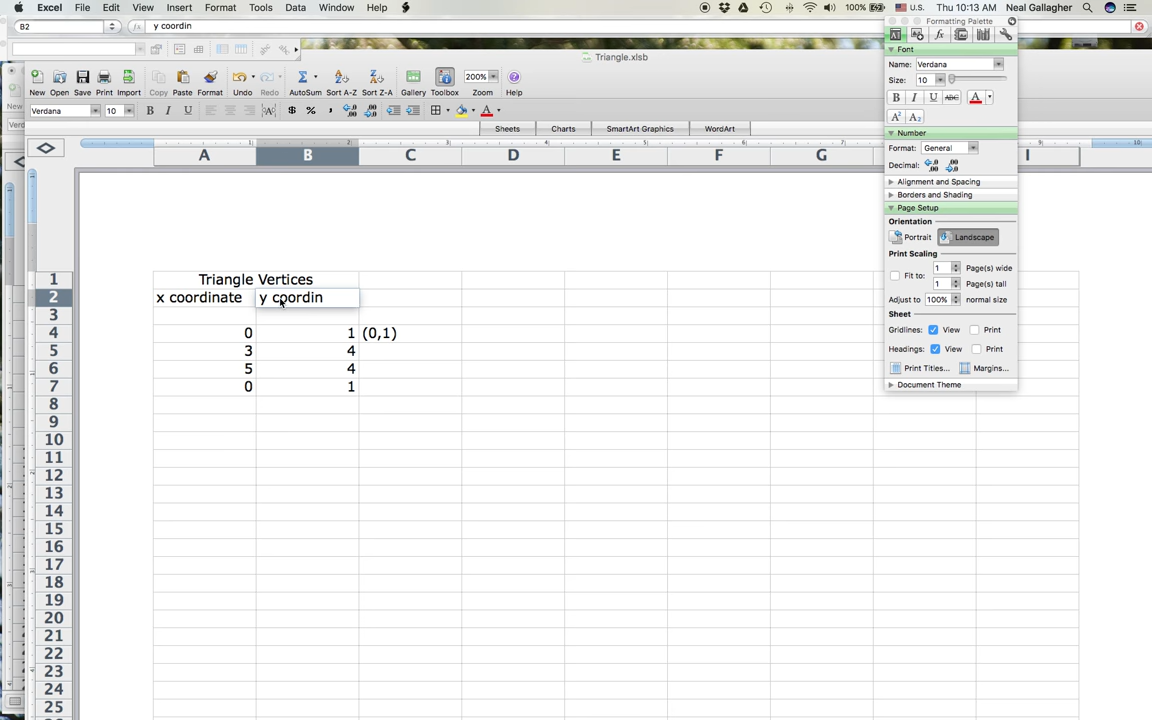 Excel File Edit View Insert Format Tools Data Window Help U.S. Thu 10:13 AM Neal Gallagher
100%
B2 fx y coordin Formatting Palette
Triangle.xlsb
New Open Save Print Import Copy Paste Format Undo Redo AutoSum Sort A-Z Sort Z-A Gallery Toolbox 200% Zoom Help
Verdana 10 B I U $ % ,
Sheets Charts SmartArt Graphics WordArt
A B C D E F G I
1 Triangle Vertices
2 x coordinate y coordin
3
4 0 1 (0,1)
5 3 4
6 5 4
7 0 1
8
9
10
11
12
13
14
15
16
17
18
19
20
21
22
23
24
25
Font
Name: Verdana
Size: 10
B I U ABC A
A² A₂
Number
Format: General
Decimal:
Alignment and Spacing
Borders and Shading
Page Setup
Orientation
Portrait Landscape
Print Scaling
Fit to: 1 Page(s) wide
1 Page(s) tall
Adjust to 100% normal size
Sheet
Gridlines: View Print
Headings: View Print
Print Titles... Margins...
Document Theme